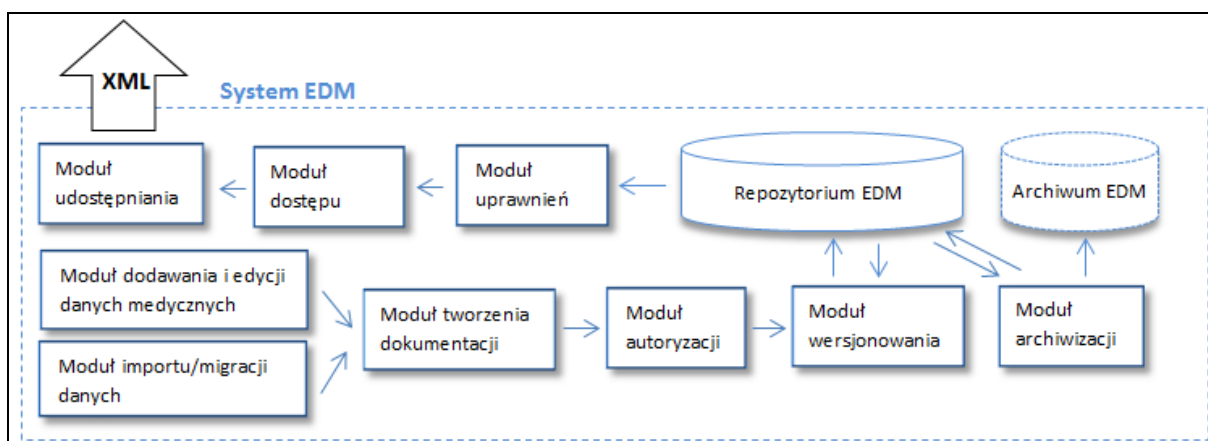 XML
System EDM
Moduł
udostępniania
Moduł
dostępu
Moduł
uprawnień
Repozytorium EDM
Archiwum EDM
Moduł dodawania i edycji
danych medycznych
Moduł importu/migracji
danych
Moduł tworzenia
dokumentacji
Moduł
autoryzacji
Moduł
wersjonowania
Moduł
archiwizacji